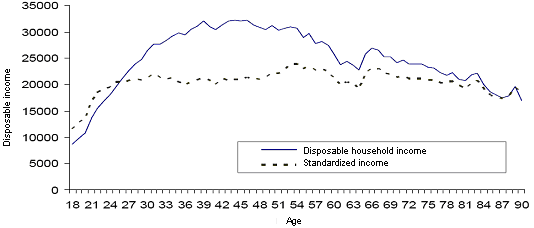 35000
30000
25000
20000
15000
10000
5000
0
Disposable income
Disposable household income
Standardized income
18 21 24 27 30 33 36 39 42 45 48 51 54 57 60 63 66 69 72 75 78 81 84 87 90
Age